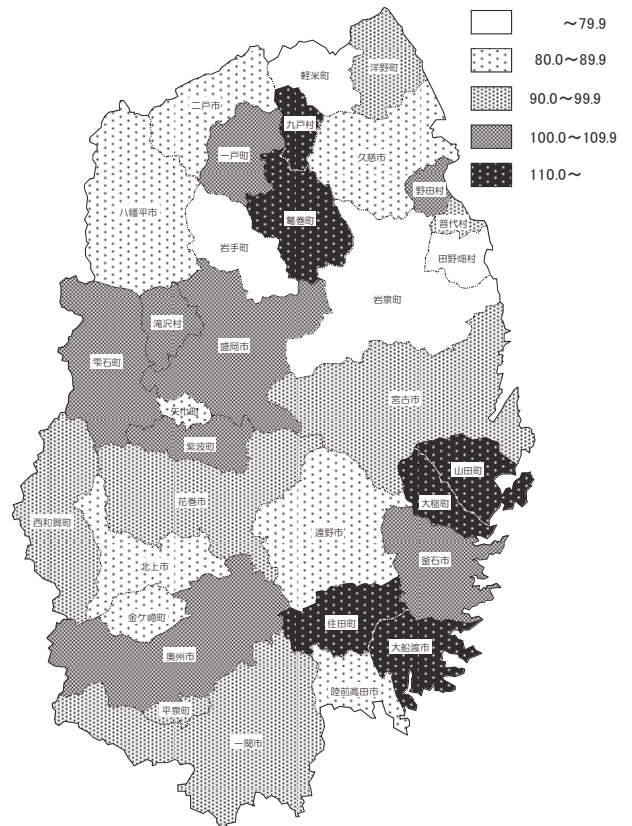 ～79.9
80.0～89.9
90.0～99.9
100.0～109.9
110.0～
軽米町
洋野町
二戸市
九戸村
一戸町
久慈市
野田村
八幡平市
葛巻町
普代村
岩手町
田野畑村
岩泉町
滝沢村
盛岡市
雫石町
宮古市
矢巾町
紫波町
山田町
大槌町
花巻市
西和賀町
遠野市
釜石市
北上市
金ケ崎町
住田町
大船渡市
奥州市
陸前高田市
平泉町
一関市